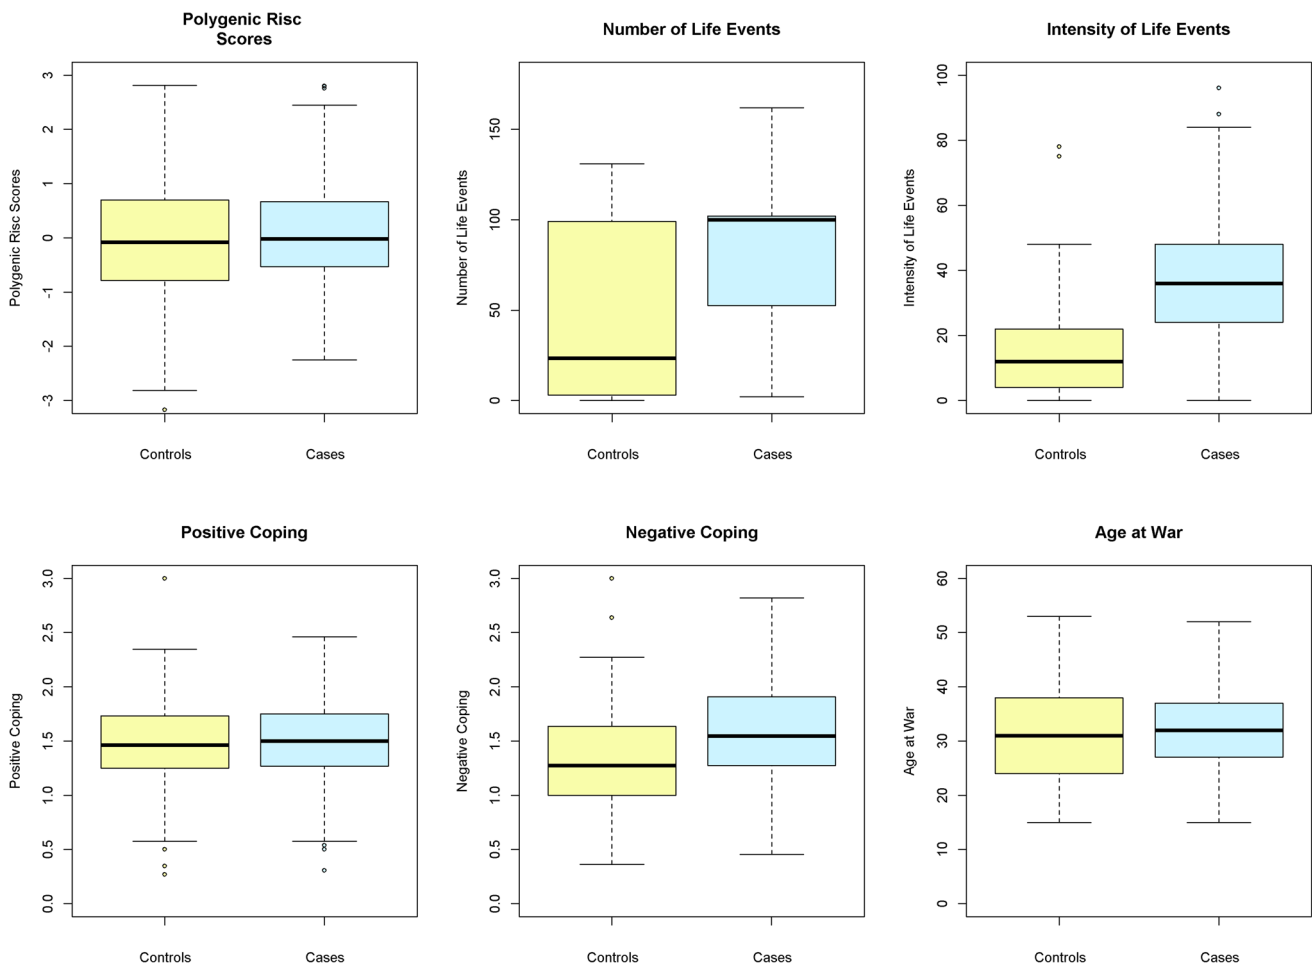 Polygenic Risc
Scores
Polygenic Risc Scores
3
2
1
0
-1
-2
-3
Controls Cases
Number of Life Events
Number of Life Events
150
100
50
0
Controls Cases
Intensity of Life Events
Intensity of Life Events
100
80
60
40
20
0
Controls Cases
Positive Coping
Positive Coping
3.0
2.5
2.0
1.5
1.0
0.5
0.0
Controls Cases
Negative Coping
Negative Coping
3.0
2.5
2.0
1.5
1.0
0.5
0.0
Controls Cases
Age at War
Age at War
60
50
40
30
20
10
0
Controls Cases